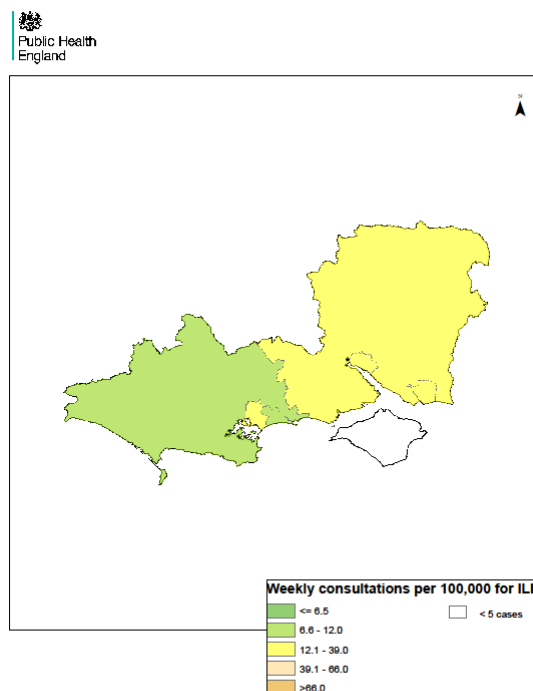 Public Health
England
N
Weekly consultations per 100,000 for ILI
<= 6.5
< 5 cases
6.6 - 12.0
12.1 - 39.0
39.1 - 66.0
>66.0